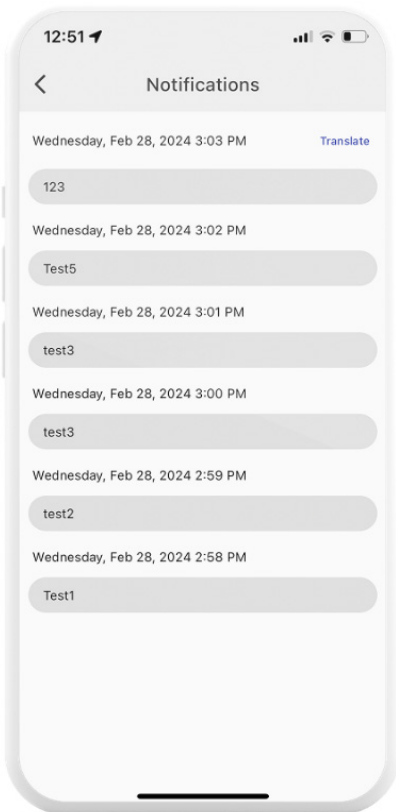 12:51
Notifications
Wednesday, Feb 28, 2024 3:03 PM Translate
123
Wednesday, Feb 28, 2024 3:02 PM
Test5
Wednesday, Feb 28, 2024 3:01 PM
test3
Wednesday, Feb 28, 2024 3:00 PM
test3
Wednesday, Feb 28, 2024 2:59 PM
test2
Wednesday, Feb 28, 2024 2:58 PM
Test1